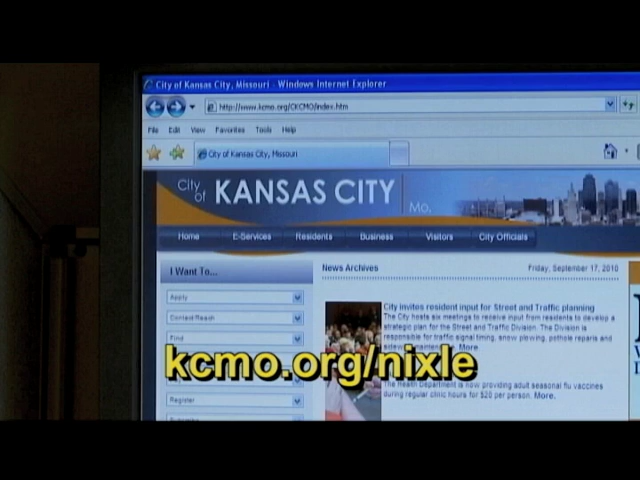 City of Kansas City, Missouri - Windows Internet Explorer
http://www.kcmo.org/CKCMO/index.htm
File Edit View Favorites Tools Help
City of Kansas City, Missouri
City of KANSAS CITY Mo.
Home E-Services Residents Business Visitors City Officials
I Want To...
News Archives Friday, September 17, 2010
Apply
Contact/Reach
Find
Register
City invites resident input for Street and Traffic planning
The City hosts six meetings to receive input from residents to develop a
strategic plan for the Street and Traffic Division. The Division is
responsible for traffic signal timing, snow plowing, pothole repairs and
More
kcmo.org/nixle
The Health Department is now providing adult seasonal flu vaccines
during regular clinic hours for $20 per person. More.